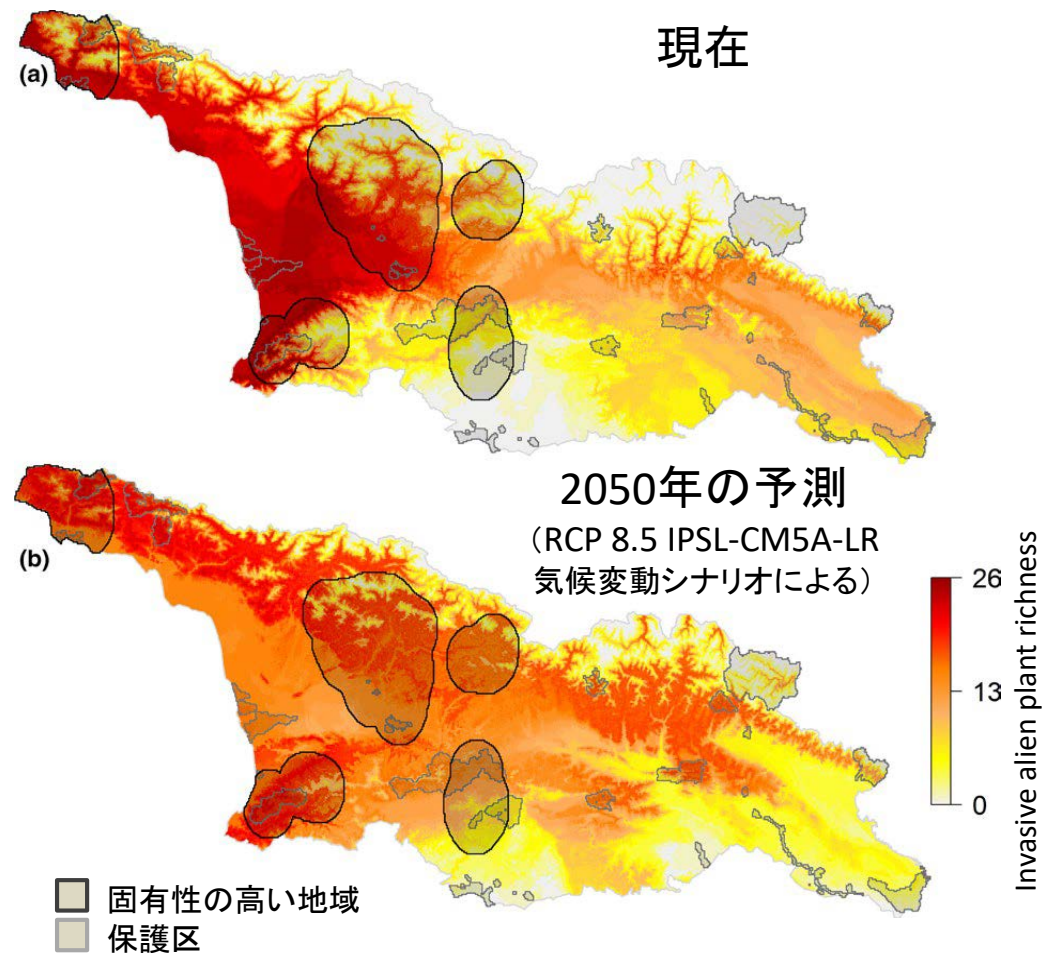 現在
(a)
2050年の予測
(RCP 8.5 IPSL-CM5A-LR
気候変動シナリオによる)
(b)
26
13
0
Invasive alien plant richness
固有性の高い地域
保護区